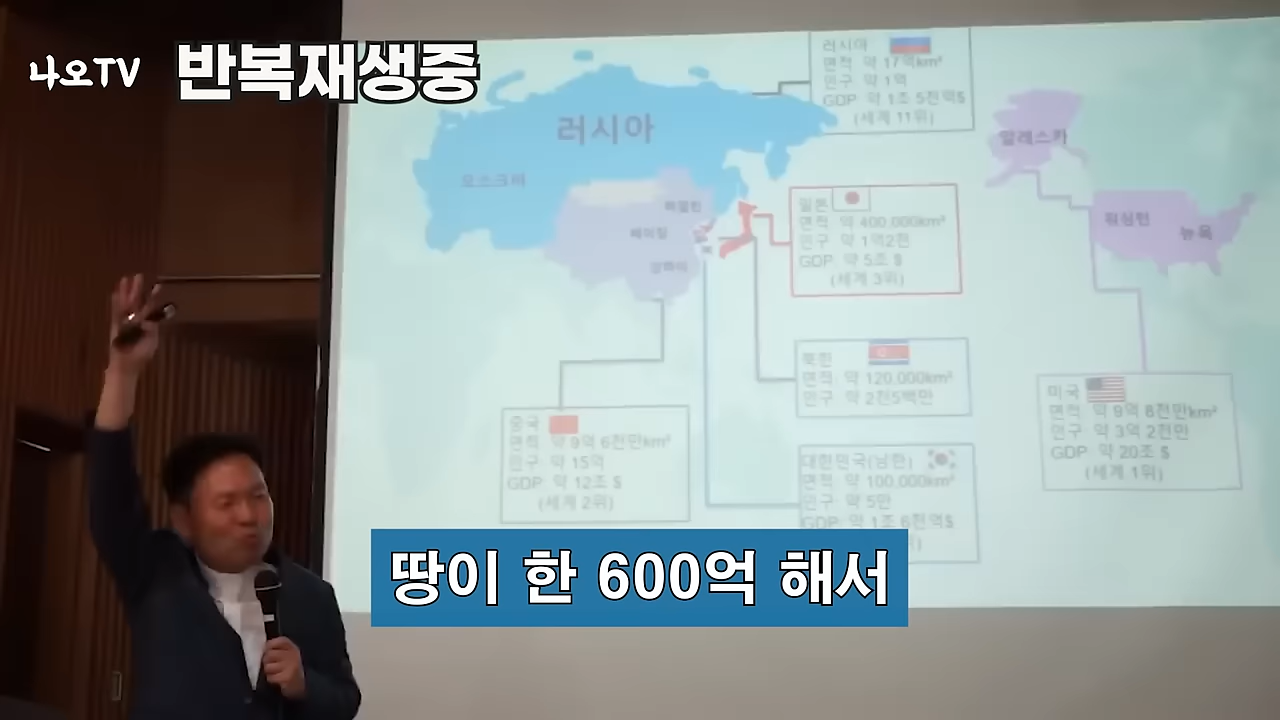 나오TV
반복재생중
러시아
면적 약 17억km²
인구 약 1억
GDP 약 1조 5천억$
(세계 11위)
러시아
모스크바
알래스카
하얼빈
베이징
상하이
워싱턴
뉴욕
일본
면적 약 400,000km²
인구 약 1억2천
GDP 약 5조 $
(세계 3위)
북한
면적 약 120,000km²
인구 약 2천5백만
중국
면적 약 9억 6천만km²
인구 약 15억
GDP 약 12조 $
(세계 2위)
대한민국(남한)
면적 약 100,000km²
인구 약 5만
GDP 약 1조 6천억$
미국
면적 약 9억 8천만km²
인구 약 3억 2천만
GDP 약 20조 $
(세계 1위)
땅이 한 600억 해서